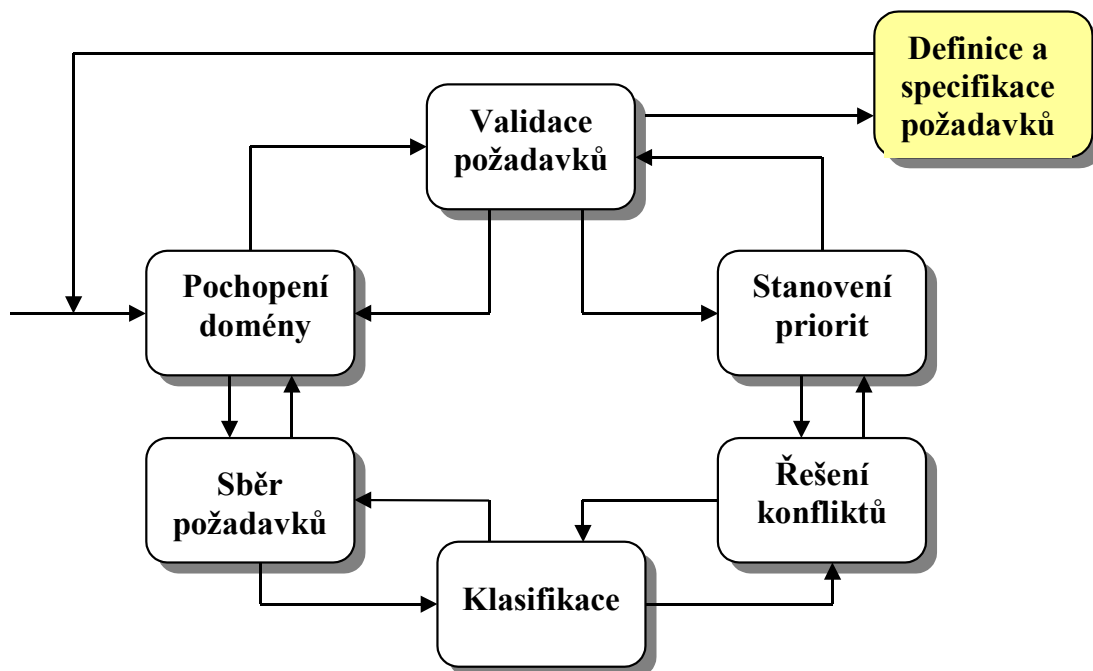 Definice a
specifikace
požadavků
Validace
požadavků
Pochopení
domény
Stanovení
priorit
Sběr
požadavků
Řešení
konfliktů
Klasifikace